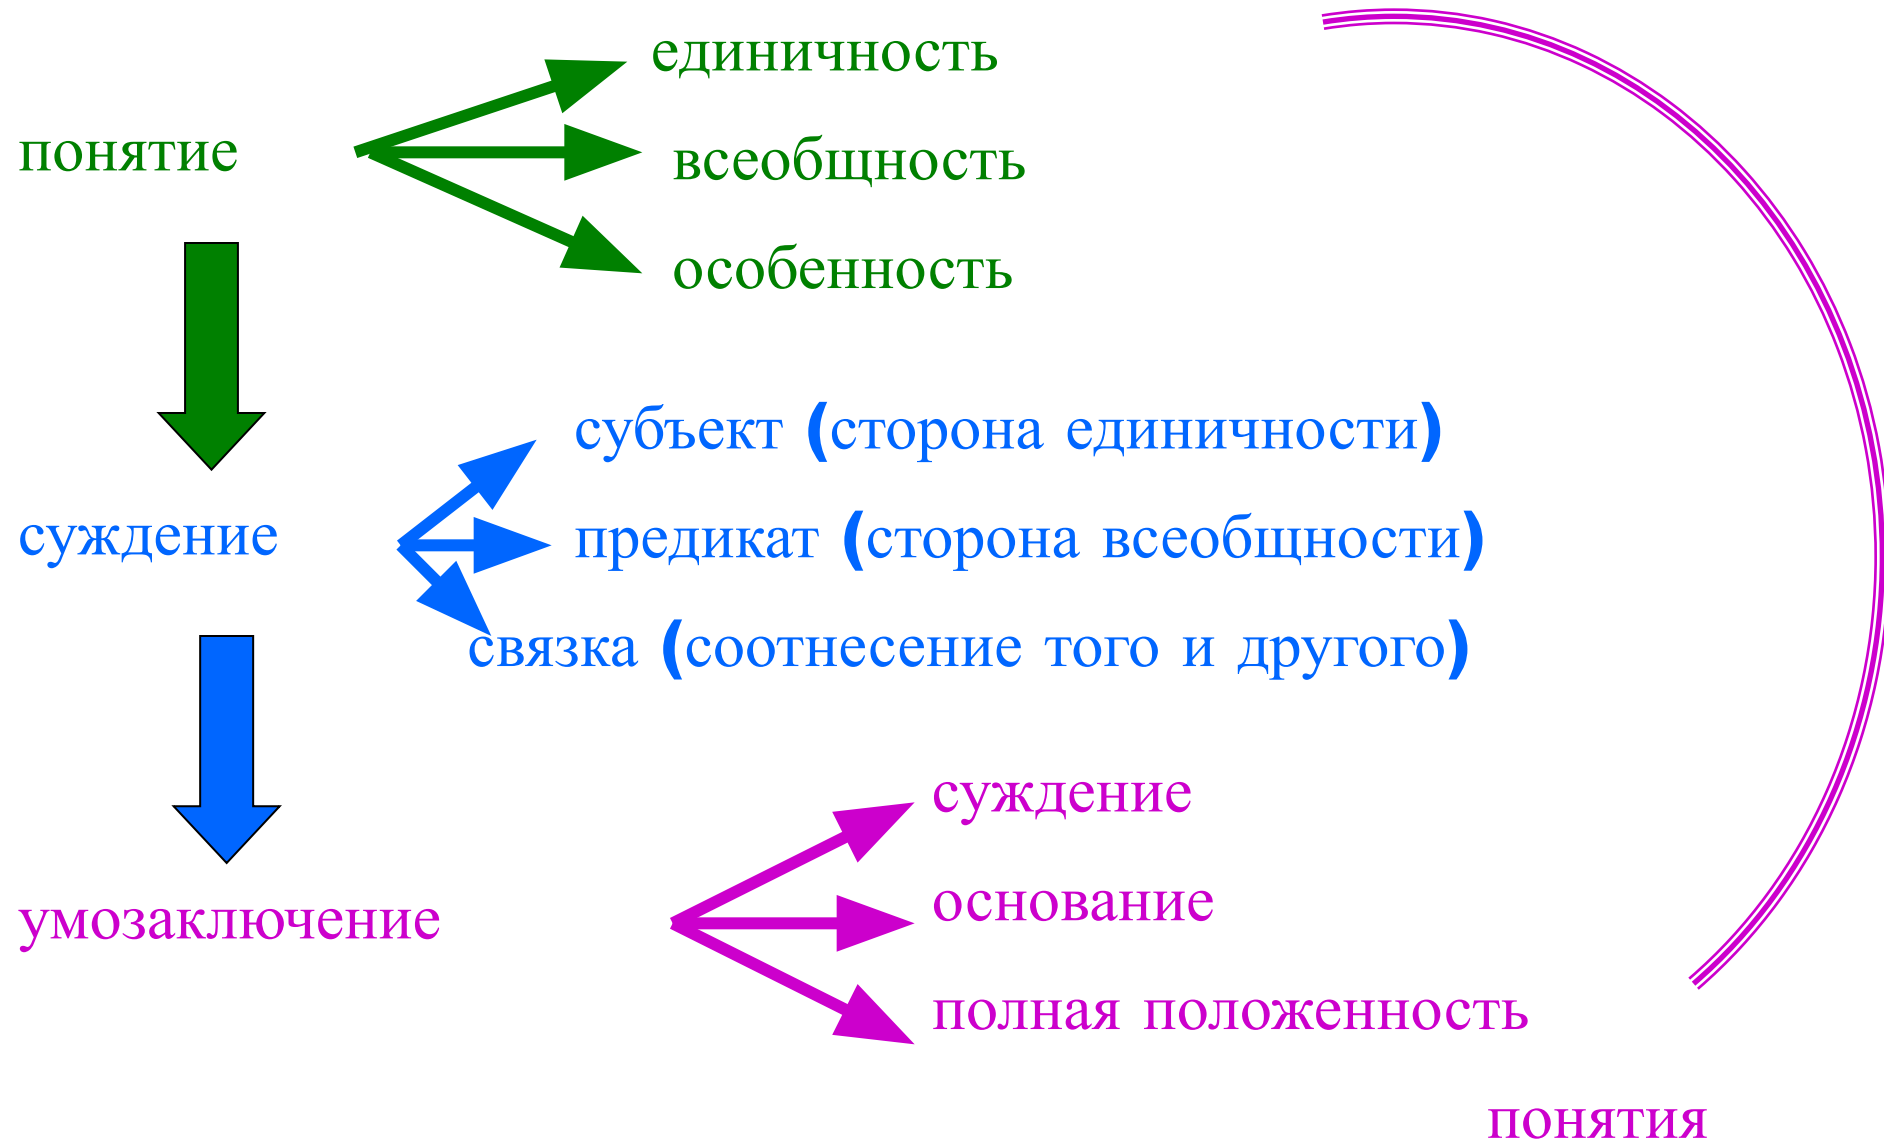 единичность
понятие
всеобщность
особенность
субъект (сторона единичности)
суждение
предикат (сторона всеобщности)
связка (соотнесение того и другого)
суждение
умозаключение
основание
полная положенность
понятия